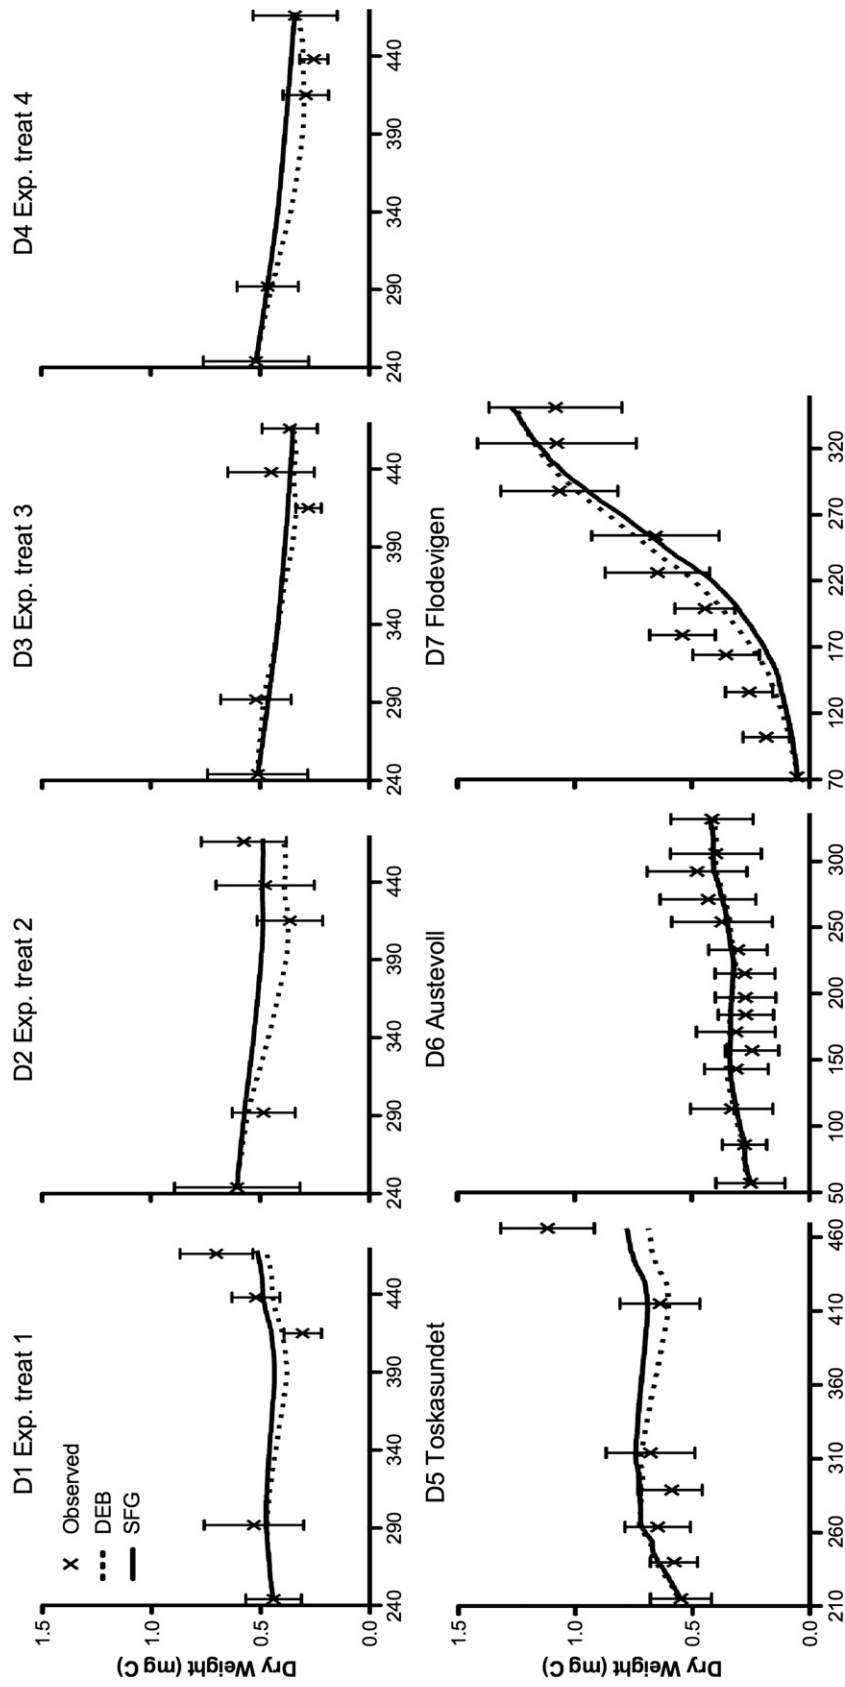 D1 Exp. treat 1
D2 Exp. treat 2
D3 Exp. treat 3
D4 Exp. treat 4
× Observed
DEB
SFG
Dry Weight (mg C)
1.5
1.0
0.5
0.0
240 290 340 390 440
240 290 340 390 440
240 290 340 390 440
240 290 340 390 440
D5 Toskasundet
D6 Austevoll
D7 Flodevigen
Dry Weight (mg C)
1.5
1.0
0.5
0.0
210 260 310 360 410 460
50 100 150 200 250 300
70 120 170 220 270 320